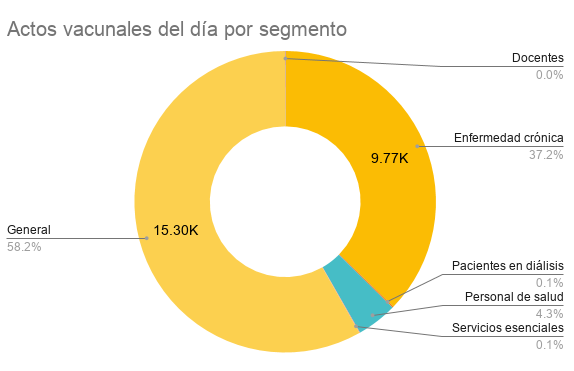 Actos vacunales del día por segmento
Docentes
0.0%
Enfermedad crónica
37.2%
9.77K
General
58.2%
15.30K
Pacientes en diálisis
0.1%
Personal de salud
4.3%
Servicios esenciales
0.1%